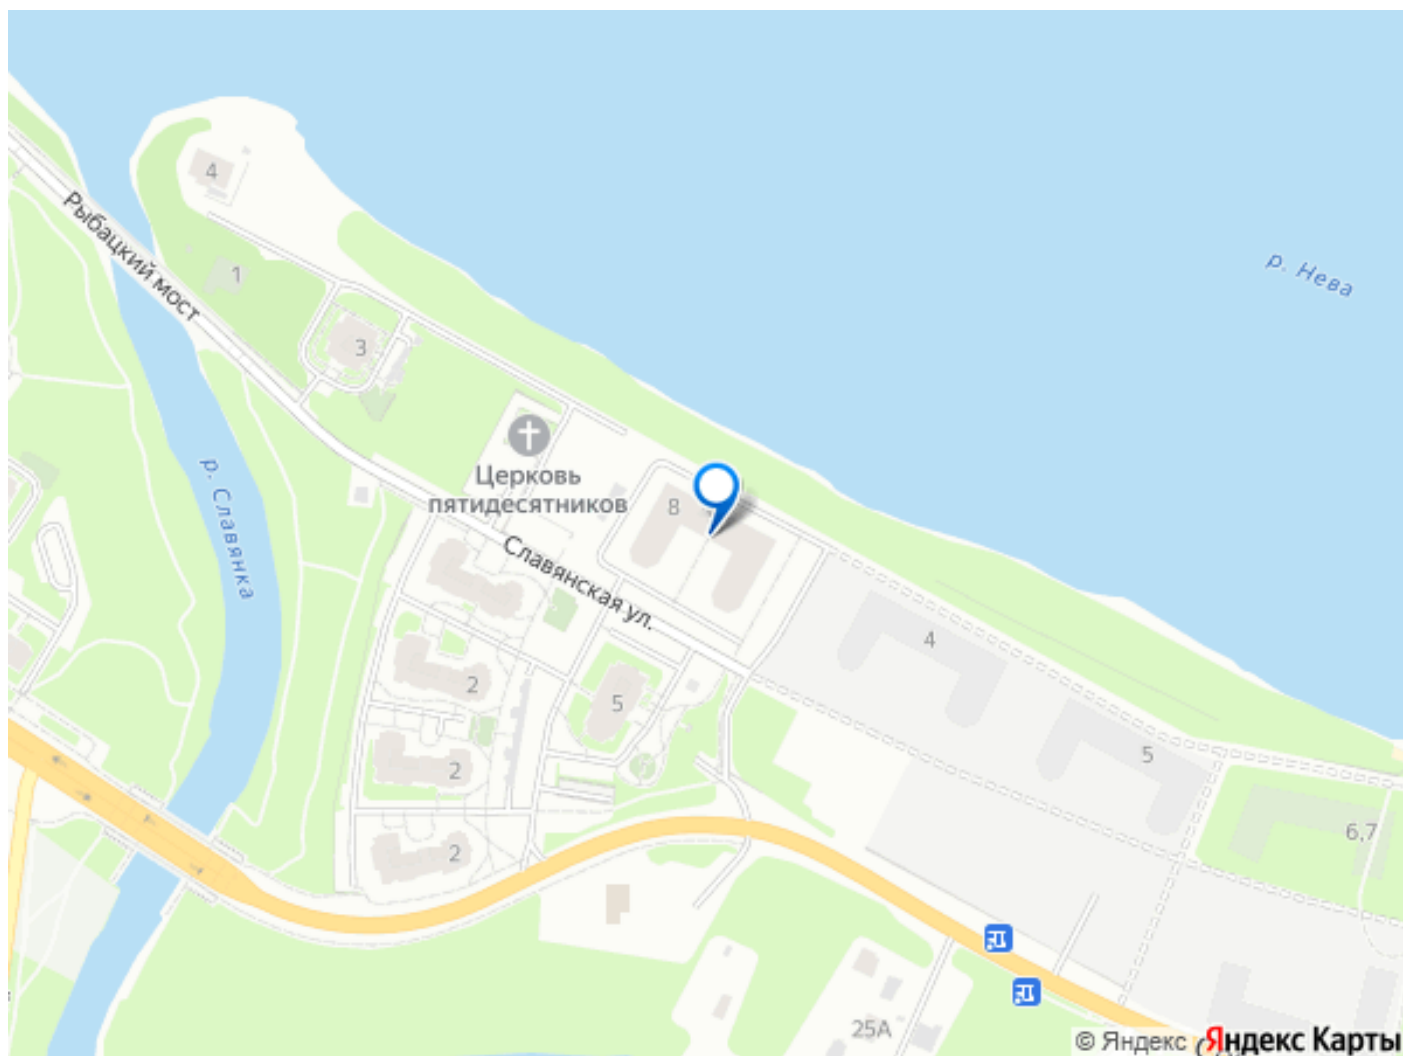 4
Рыбацкий мост
1
р. Нева
3
Церковь
пятидесятников
8
р. Славянка
Славянская ул.
4
2
5
5
2
6,7
2
25А
© Яндекс
Яндекс Карты